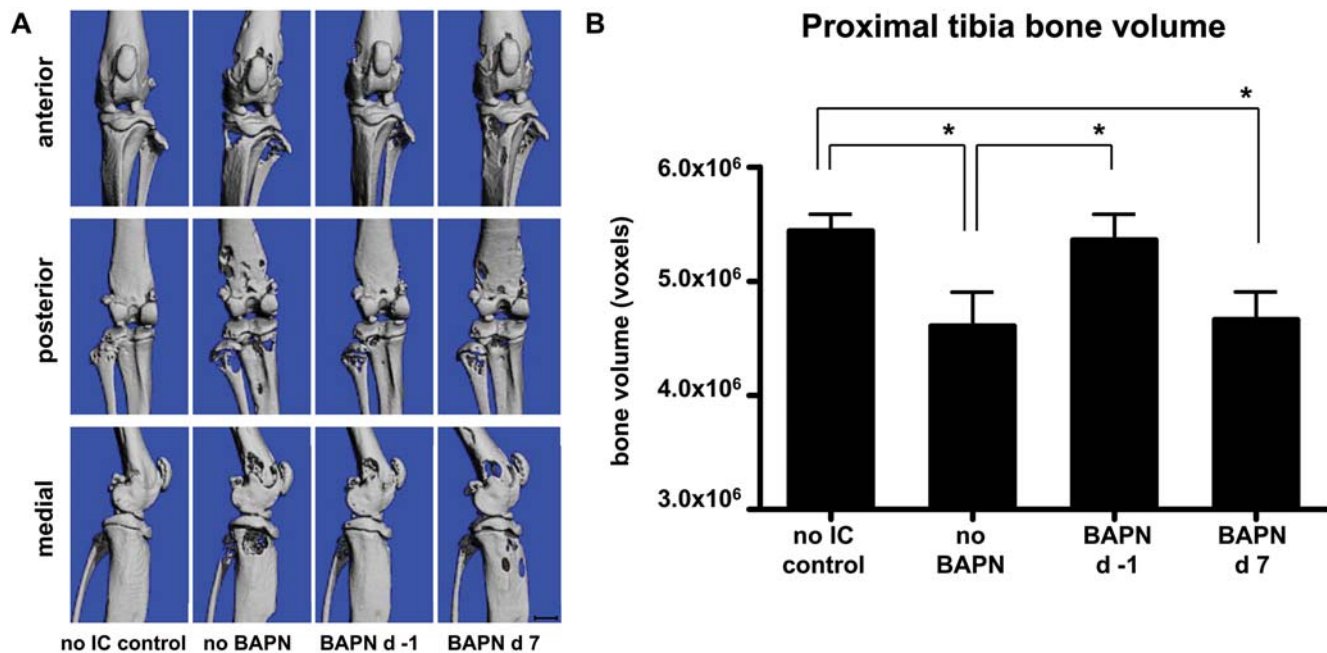 A
anterior
posterior
medial
no IC control
no BAPN
BAPN d -1
BAPN d 7
B
Proximal tibia bone volume
*
*
*
bone volume (voxels)
6.0x10⁶
5.0x10⁶
4.0x10⁶
3.0x10⁶
no IC
control
no
BAPN
BAPN
d -1
BAPN
d 7